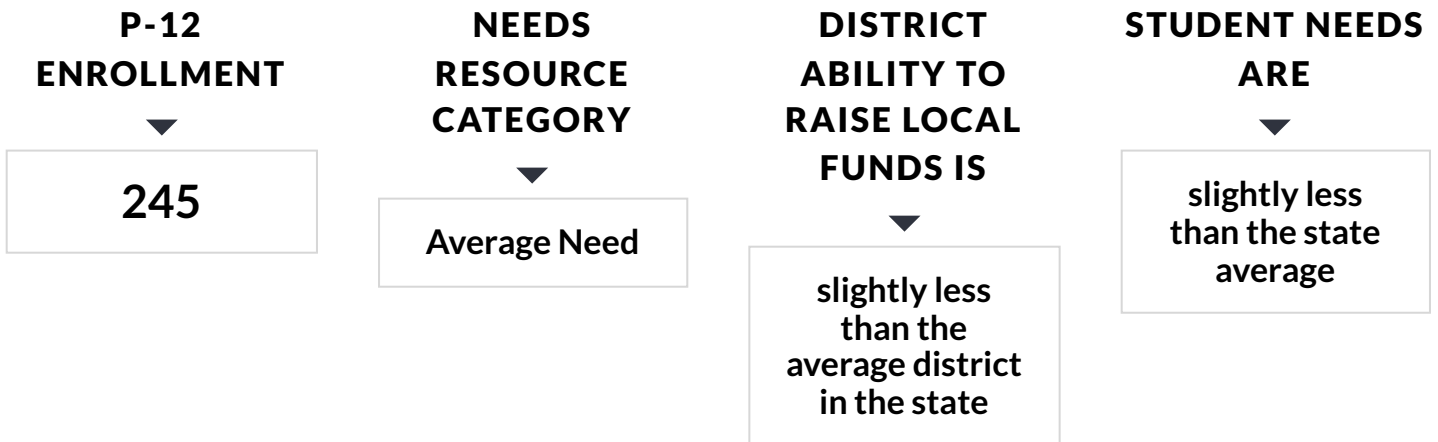 P-12
ENROLLMENT
245
NEEDS
RESOURCE
CATEGORY
Average Need
DISTRICT
ABILITY TO
RAISE LOCAL
FUNDS IS
slightly less
than the
average district
in the state
STUDENT NEEDS
ARE
slightly less
than the state
average